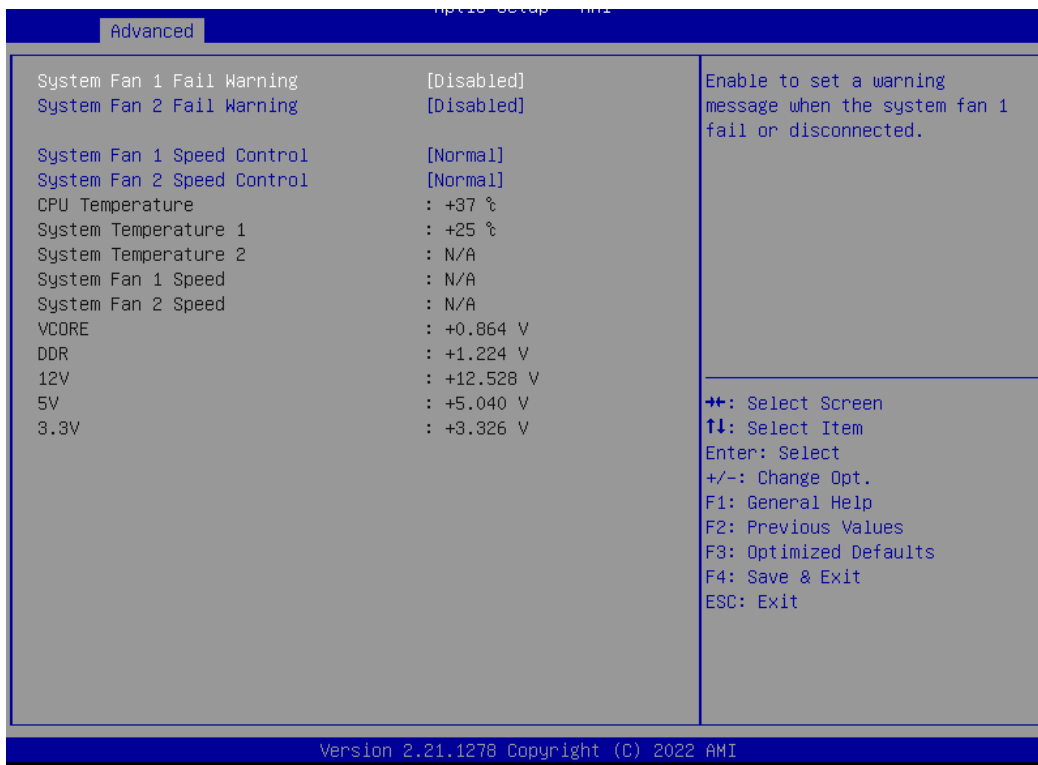 Aptio Setup - AMI
Advanced
System Fan 1 Fail Warning [Disabled]
System Fan 2 Fail Warning [Disabled]
System Fan 1 Speed Control [Normal]
System Fan 2 Speed Control [Normal]
CPU Temperature : +37 ℃
System Temperature 1 : +25 ℃
System Temperature 2 : N/A
System Fan 1 Speed : N/A
System Fan 2 Speed : N/A
VCORE : +0.864 V
DDR : +1.224 V
12V : +12.528 V
5V : +5.040 V
3.3V : +3.326 V
Enable to set a warning
message when the system fan 1
fail or disconnected.
→←: Select Screen
↑↓: Select Item
Enter: Select
+/-: Change Opt.
F1: General Help
F2: Previous Values
F3: Optimized Defaults
F4: Save & Exit
ESC: Exit
Version 2.21.1278 Copyright (C) 2022 AMI